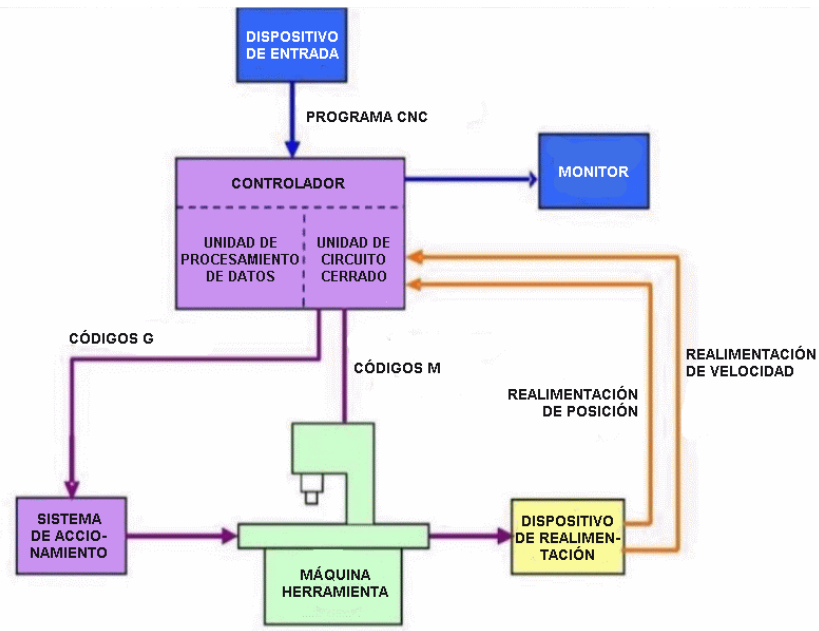 DISPOSITIVO
DE ENTRADA
PROGRAMA CNC
CONTROLADOR
MONITOR
UNIDAD DE
PROCESAMIENTO
DE DATOS
UNIDAD DE
CIRCUITO
CERRADO
CÓDIGOS G
CÓDIGOS M
REALIMENTACIÓN
DE VELOCIDAD
REALIMENTACIÓN
DE POSICIÓN
SISTEMA
DE ACCIO-
NAMIENTO
MÁQUINA
HERRAMIENTA
DISPOSITIVO
DE REALIMEN-
TACIÓN